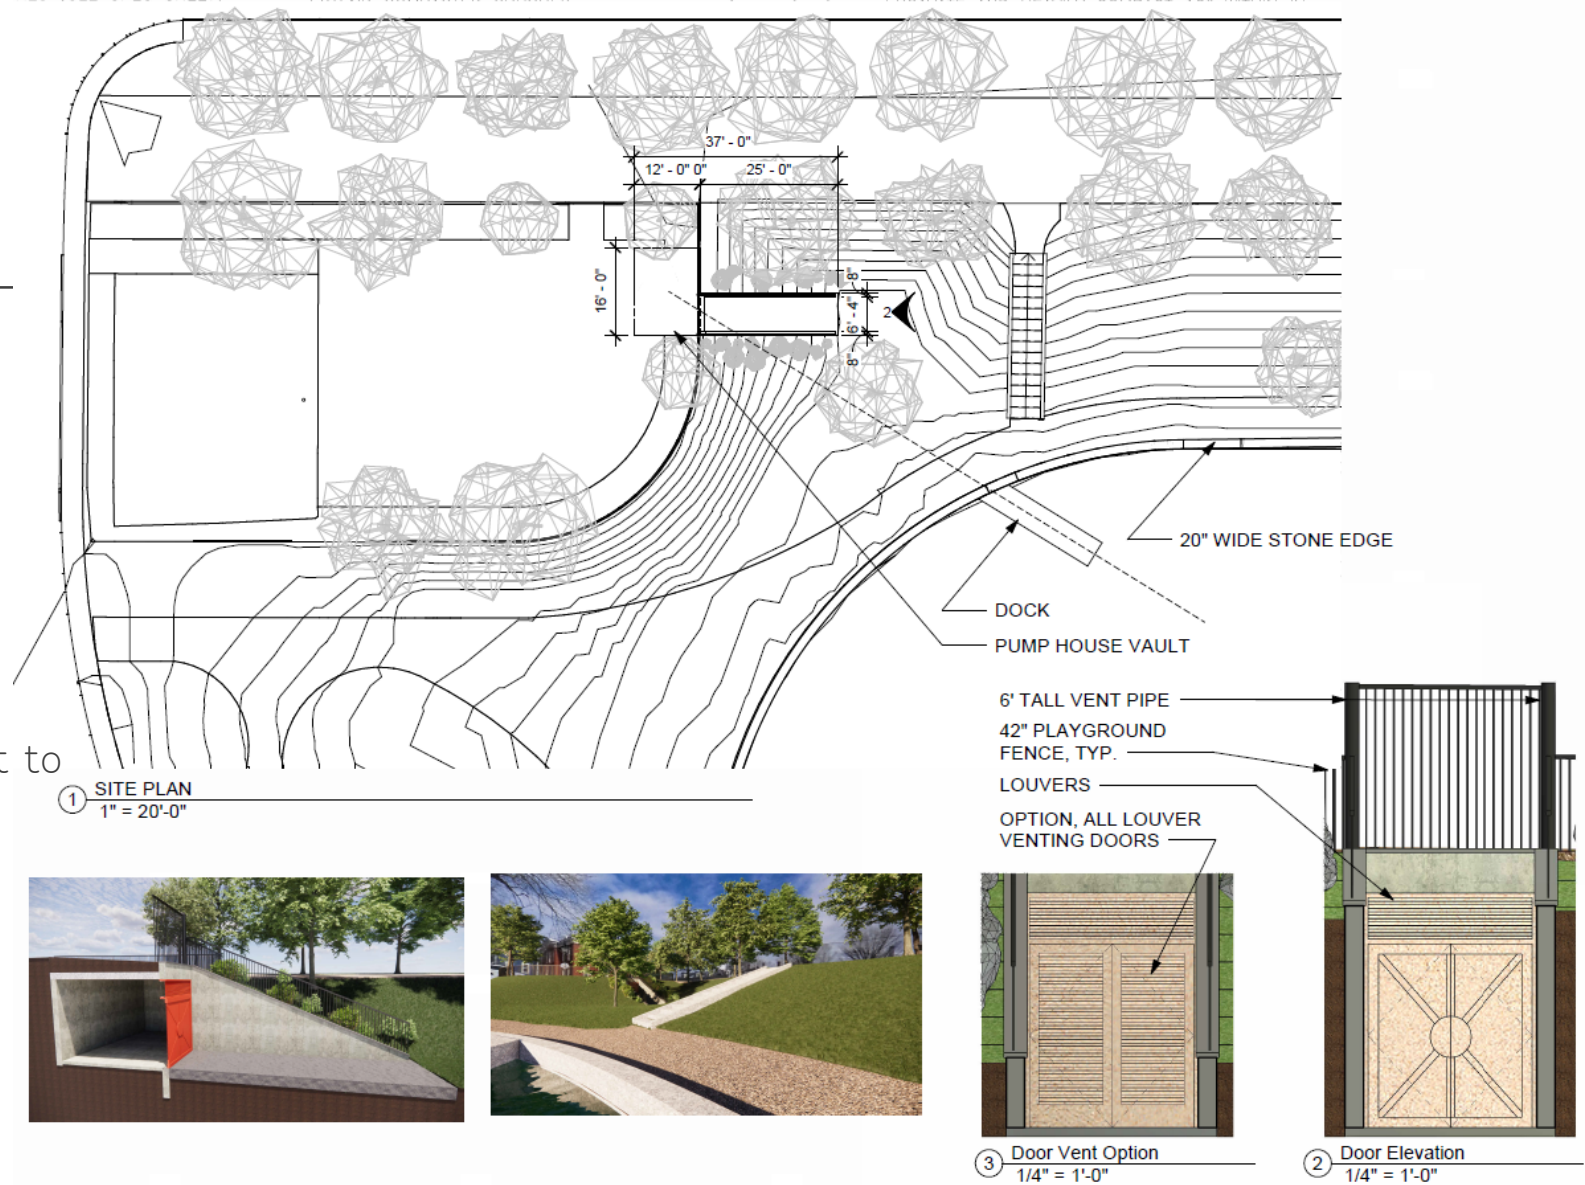 37' - 0"
12' - 0" 0"
25' - 0"
16' - 0"
8"
6' - 4"
8"
2
20" WIDE STONE EDGE
DOCK
PUMP HOUSE VAULT
t to
1 SITE PLAN
1" = 20'-0"
6' TALL VENT PIPE
42" PLAYGROUND
FENCE, TYP.
LOUVERS
OPTION, ALL LOUVER
VENTING DOORS
3 Door Vent Option
1/4" = 1'-0"
2 Door Elevation
1/4" = 1'-0"